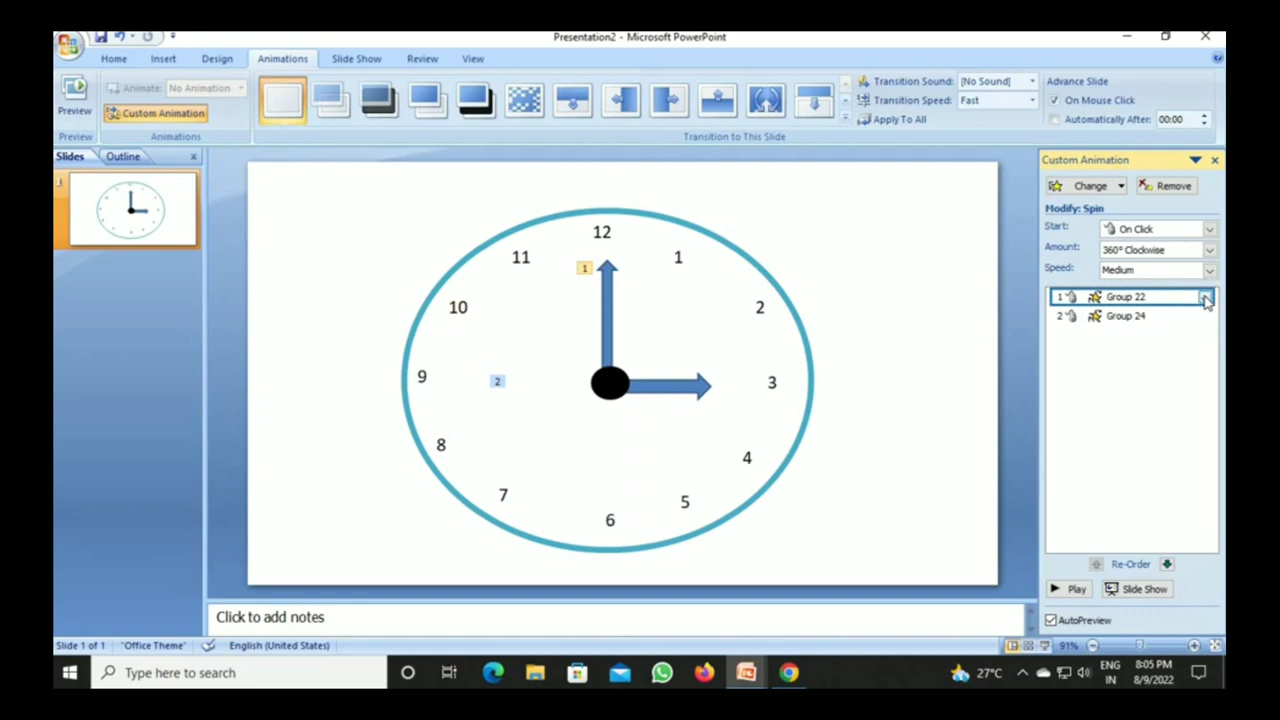 Presentation2 - Microsoft PowerPoint
Home Insert Design Animations Slide Show Review View
Preview
Animate: No Animation
Custom Animation
Transition Sound: [No Sound]
Transition Speed: Fast
Apply To All
Advance Slide
On Mouse Click
Automatically After: 00:00
Preview Animations Transition to This Slide
Slides Outline
1
12
1
2
3
4
5
6
7
8
9
10
11
1
2
Custom Animation
Change Remove
Modify: Spin
Start: On Click
Amount: 360° Clockwise
Speed: Medium
1 Group 22
2 Group 24
Re-Order
Play Slide Show
AutoPreview
Click to add notes
Slide 1 of 1 "Office Theme" English (United States) 91%
Type here to search
27°C
ENG
IN
8:05 PM
8/9/2022